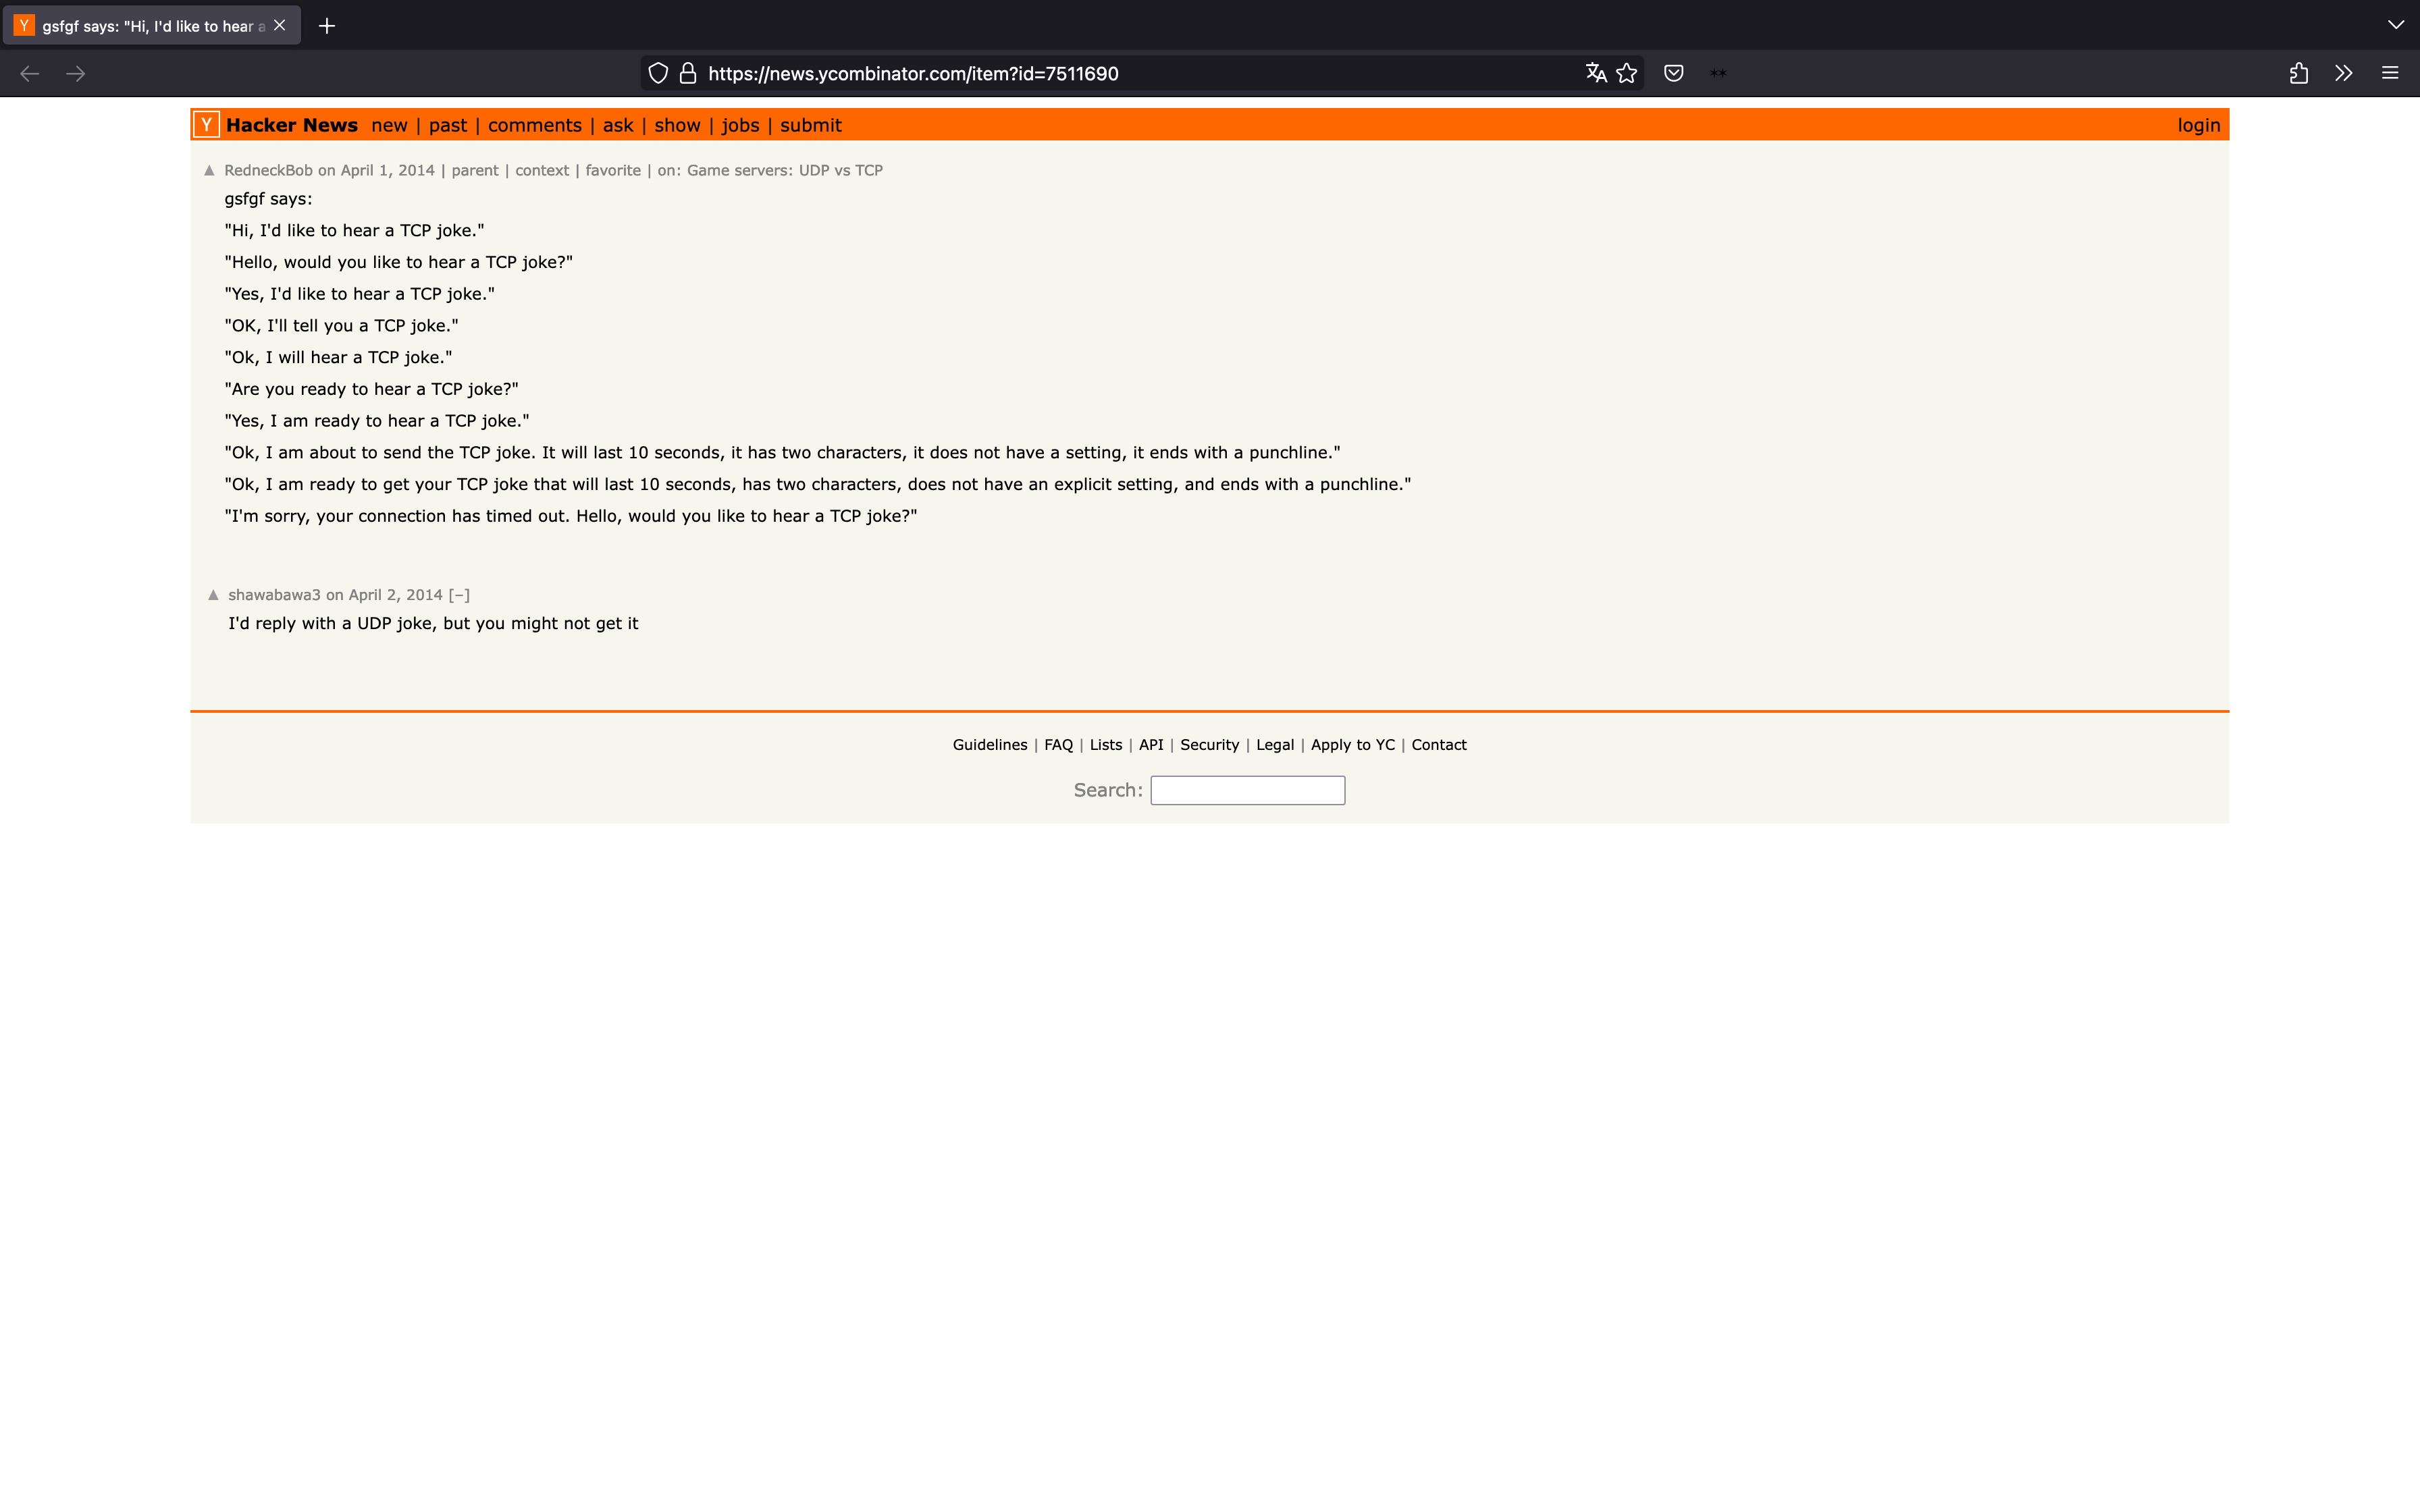 Y gsfgf says: "Hi, I'd like to hear a
https://news.ycombinator.com/item?id=7511690
Y Hacker News new | past | comments | ask | show | jobs | submit login
▲ RedneckBob on April 1, 2014 | parent | context | favorite | on: Game servers: UDP vs TCP
gsfgf says:
"Hi, I'd like to hear a TCP joke."
"Hello, would you like to hear a TCP joke?"
"Yes, I'd like to hear a TCP joke."
"OK, I'll tell you a TCP joke."
"Ok, I will hear a TCP joke."
"Are you ready to hear a TCP joke?"
"Yes, I am ready to hear a TCP joke."
"Ok, I am about to send the TCP joke. It will last 10 seconds, it has two characters, it does not have a setting, it ends with a punchline."
"Ok, I am ready to get your TCP joke that will last 10 seconds, has two characters, does not have an explicit setting, and ends with a punchline."
"I'm sorry, your connection has timed out. Hello, would you like to hear a TCP joke?"
▲ shawabawa3 on April 2, 2014 [–]
I'd reply with a UDP joke, but you might not get it
Guidelines | FAQ | Lists | API | Security | Legal | Apply to YC | Contact
Search: